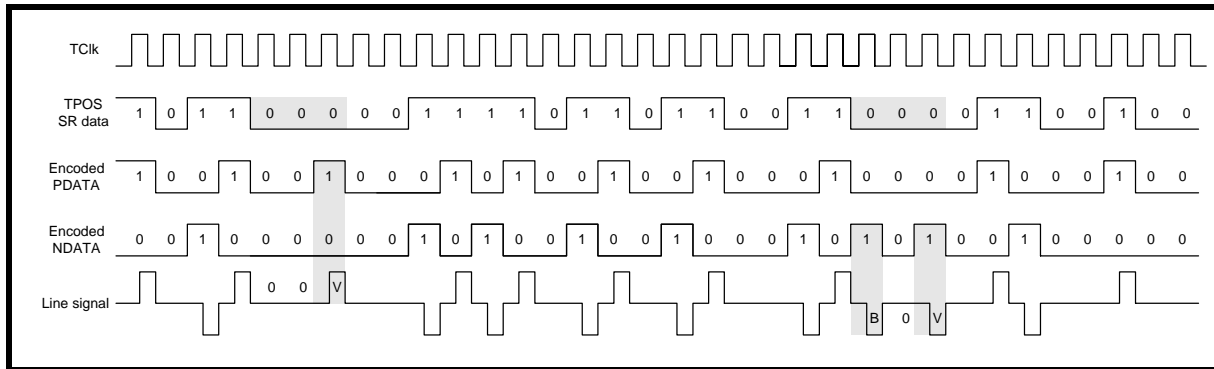 TClk
TPOS
SR data
1 0 1 1 0 0 0 0 0 1 1 1 1 0 1 1 0 1 1 0 0 1 1 0 0 0 0 1 1 0 0 1 0 0
Encoded
PDATA
1 0 0 1 0 0 1 0 0 0 1 0 1 0 0 1 0 0 1 0 0 0 1 0 0 0 0 1 0 0 0 1 0 0
Encoded
NDATA
0 0 1 0 0 0 0 0 0 1 0 1 0 0 1 0 0 1 0 0 0 1 0 1 0 1 0 0 1 0 0 0 0 0
Line signal
0 0 V
B 0 V